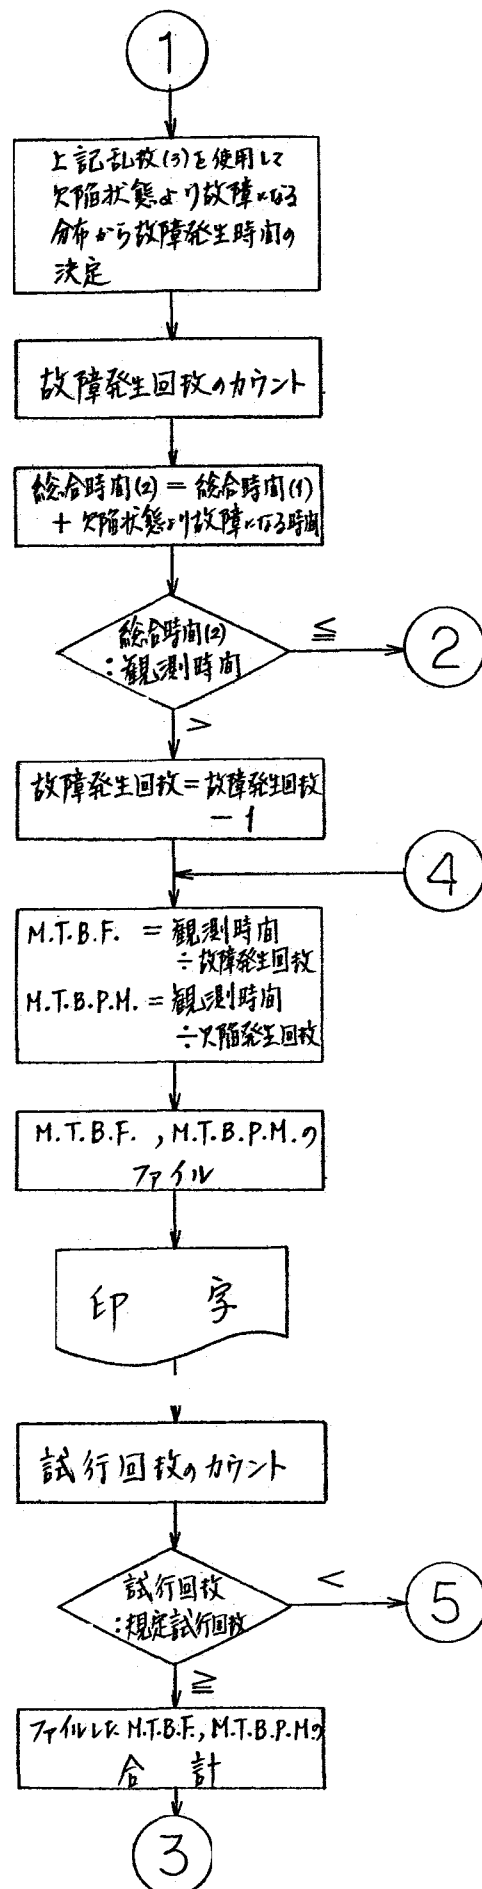 1
上記乱数(3)を使用して
欠陥状態より故障になる
分布から故障発生時間の
決定
故障発生回数のカウント
総合時間(2) = 総合時間(1)
+ 欠陥状態より故障になる時間
総合時間(2)
:観測時間
≦
2
>
故障発生回数=故障発生回数
-1
4
M.T.B.F. = 観測時間
÷故障発生回数
M.T.B.P.M. = 観測時間
÷欠陥発生回数
M.T.B.F. , M.T.B.P.M.の
ファイル
印 字
試行回数のカウント
試行回数
:規定試行回数
<
5
≧
ファイルした M.T.B.F., M.T.B.P.M.の
合 計
3